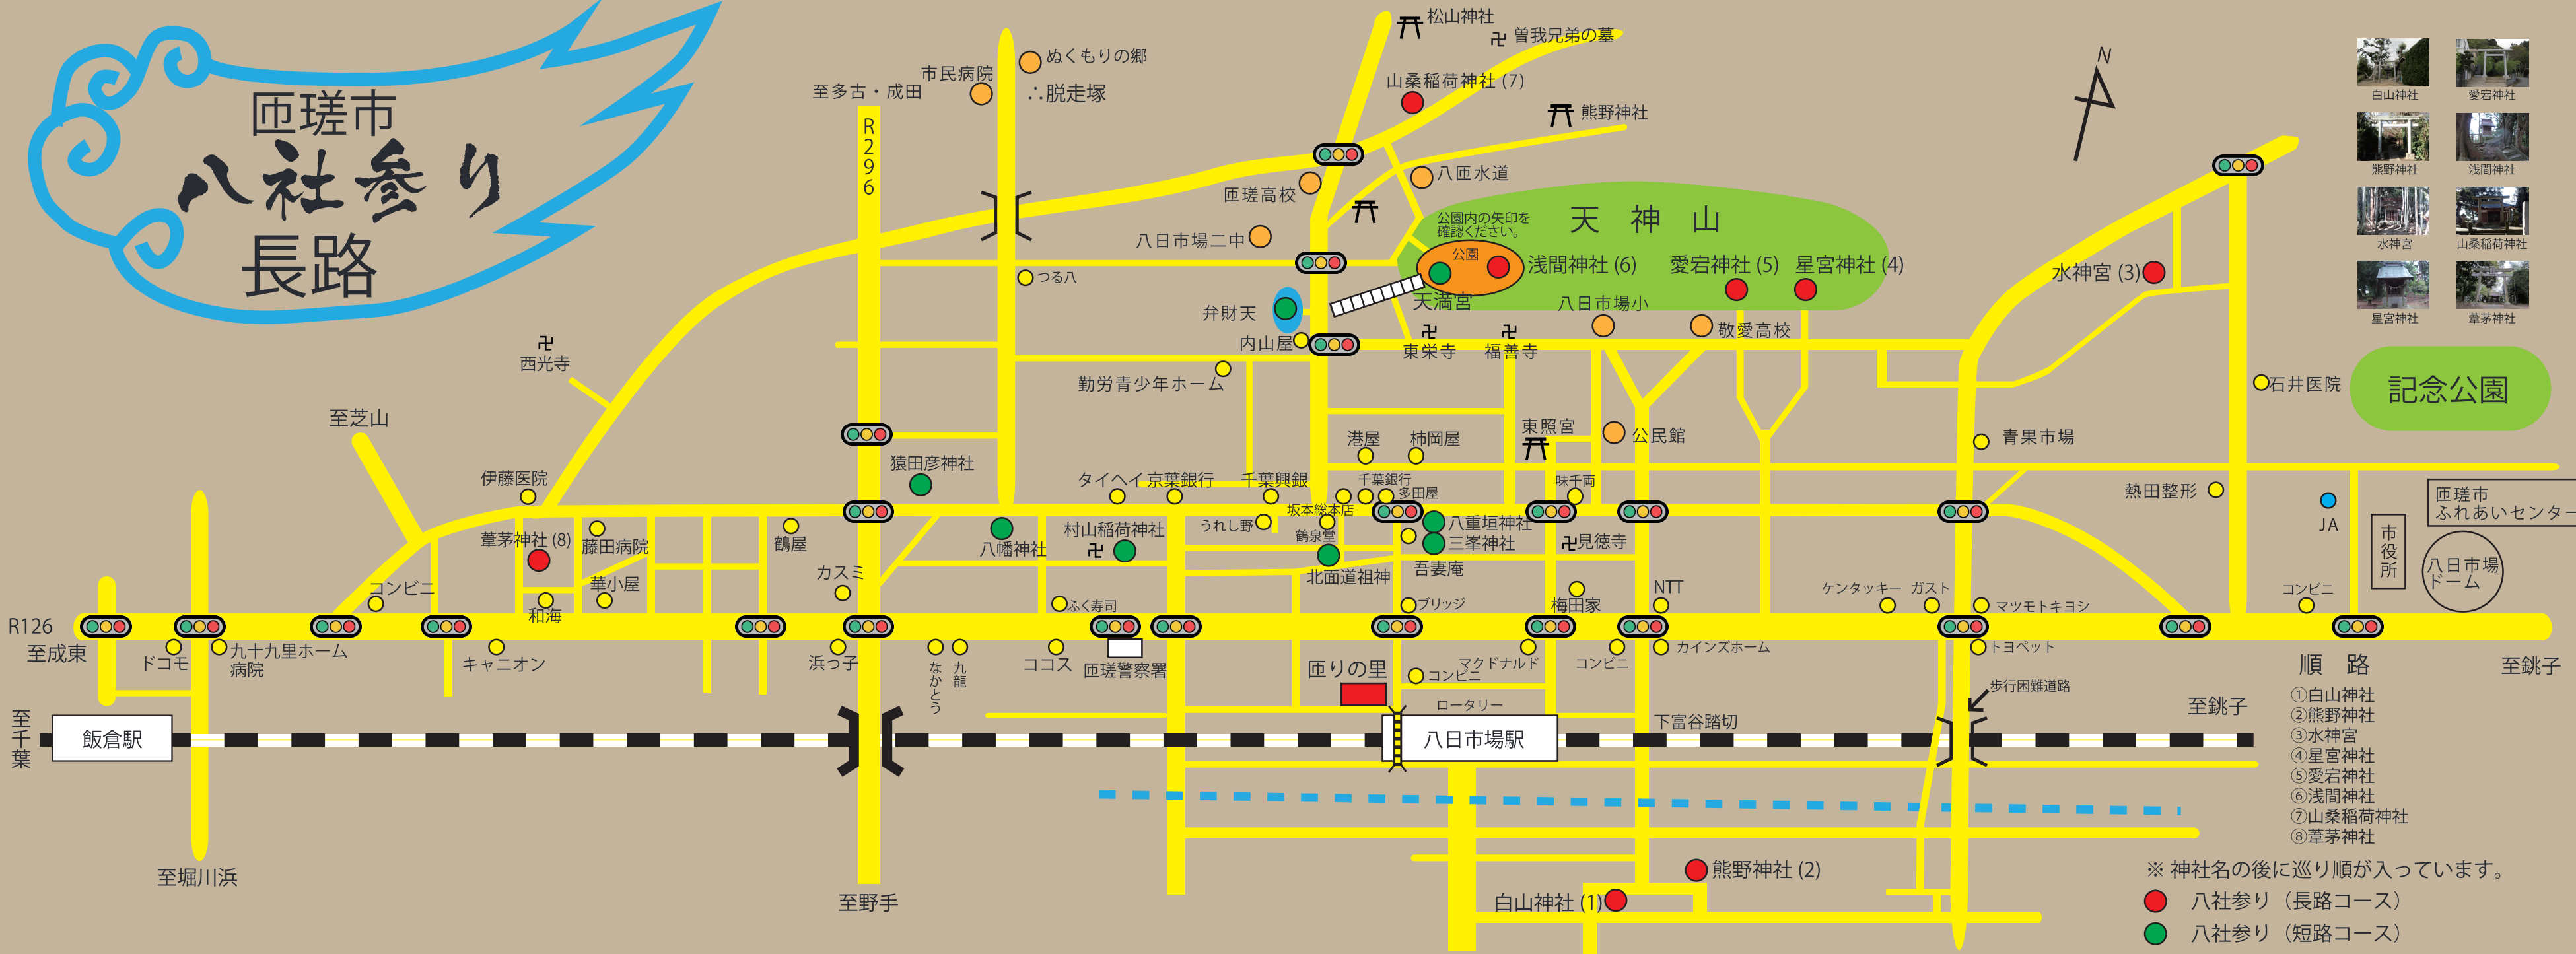 匝瑳市
八社参り
長路
N
白山神社
愛宕神社
熊野神社
浅間神社
水神宮
山桑稲荷神社
星宮神社
葦茅神社
記念公園
松山神社
曽我兄弟の墓
ぬくもりの郷
市民病院
∴脱走塚
至多古・成田
R296
山桑稲荷神社 (7)
熊野神社
匝瑳高校
八匝水道
八日市場二中
公園内の矢印を
確認ください。
天神山
公園
浅間神社 (6)
愛宕神社 (5)
星宮神社 (4)
水神宮 (3)
つる八
弁財天
天満宮
八日市場小
敬愛高校
内山屋
東栄寺
福善寺
西光寺
勤労青少年ホーム
石井医院
至芝山
東照宮
公民館
港屋
柿岡屋
青果市場
伊藤医院
猿田彦神社
タイヘイ
京葉銀行
千葉興銀
千葉銀行
多田屋
味千両
熱田整形
JA
市役所
匝瑳市
ふれあいセンター
八日市場
ドーム
坂本総本店
うれし野
鶴泉堂
八重垣神社
三峯神社
見徳寺
葦茅神社 (8)
藤田病院
鶴屋
八幡神社
村山稲荷神社
北面道祖神
吾妻庵
カスミ
コンビニ
華小屋
和海
ふく寿司
ブリッジ
梅田家
NTT
ケンタッキー
ガスト
マツモトキヨシ
コンビニ
R126
至成東
ドコモ
九十九里ホーム
病院
キャニオン
浜っ子
なかとう
九龍
ココス
匝瑳警察署
匝りの里
コンビニ
マクドナルド
コンビニ
カインズホーム
トヨペット
至銚子
ロータリー
歩行困難道路
至銚子
至千葉
飯倉駅
八日市場駅
下富谷踏切
至堀川浜
至野手
熊野神社 (2)
白山神社 (1)
順　路
①白山神社
②熊野神社
③水神宮
④星宮神社
⑤愛宕神社
⑥浅間神社
⑦山桑稲荷神社
⑧葦茅神社
※ 神社名の後に巡り順が入っています。
八社参り（長路コース）
八社参り（短路コース）